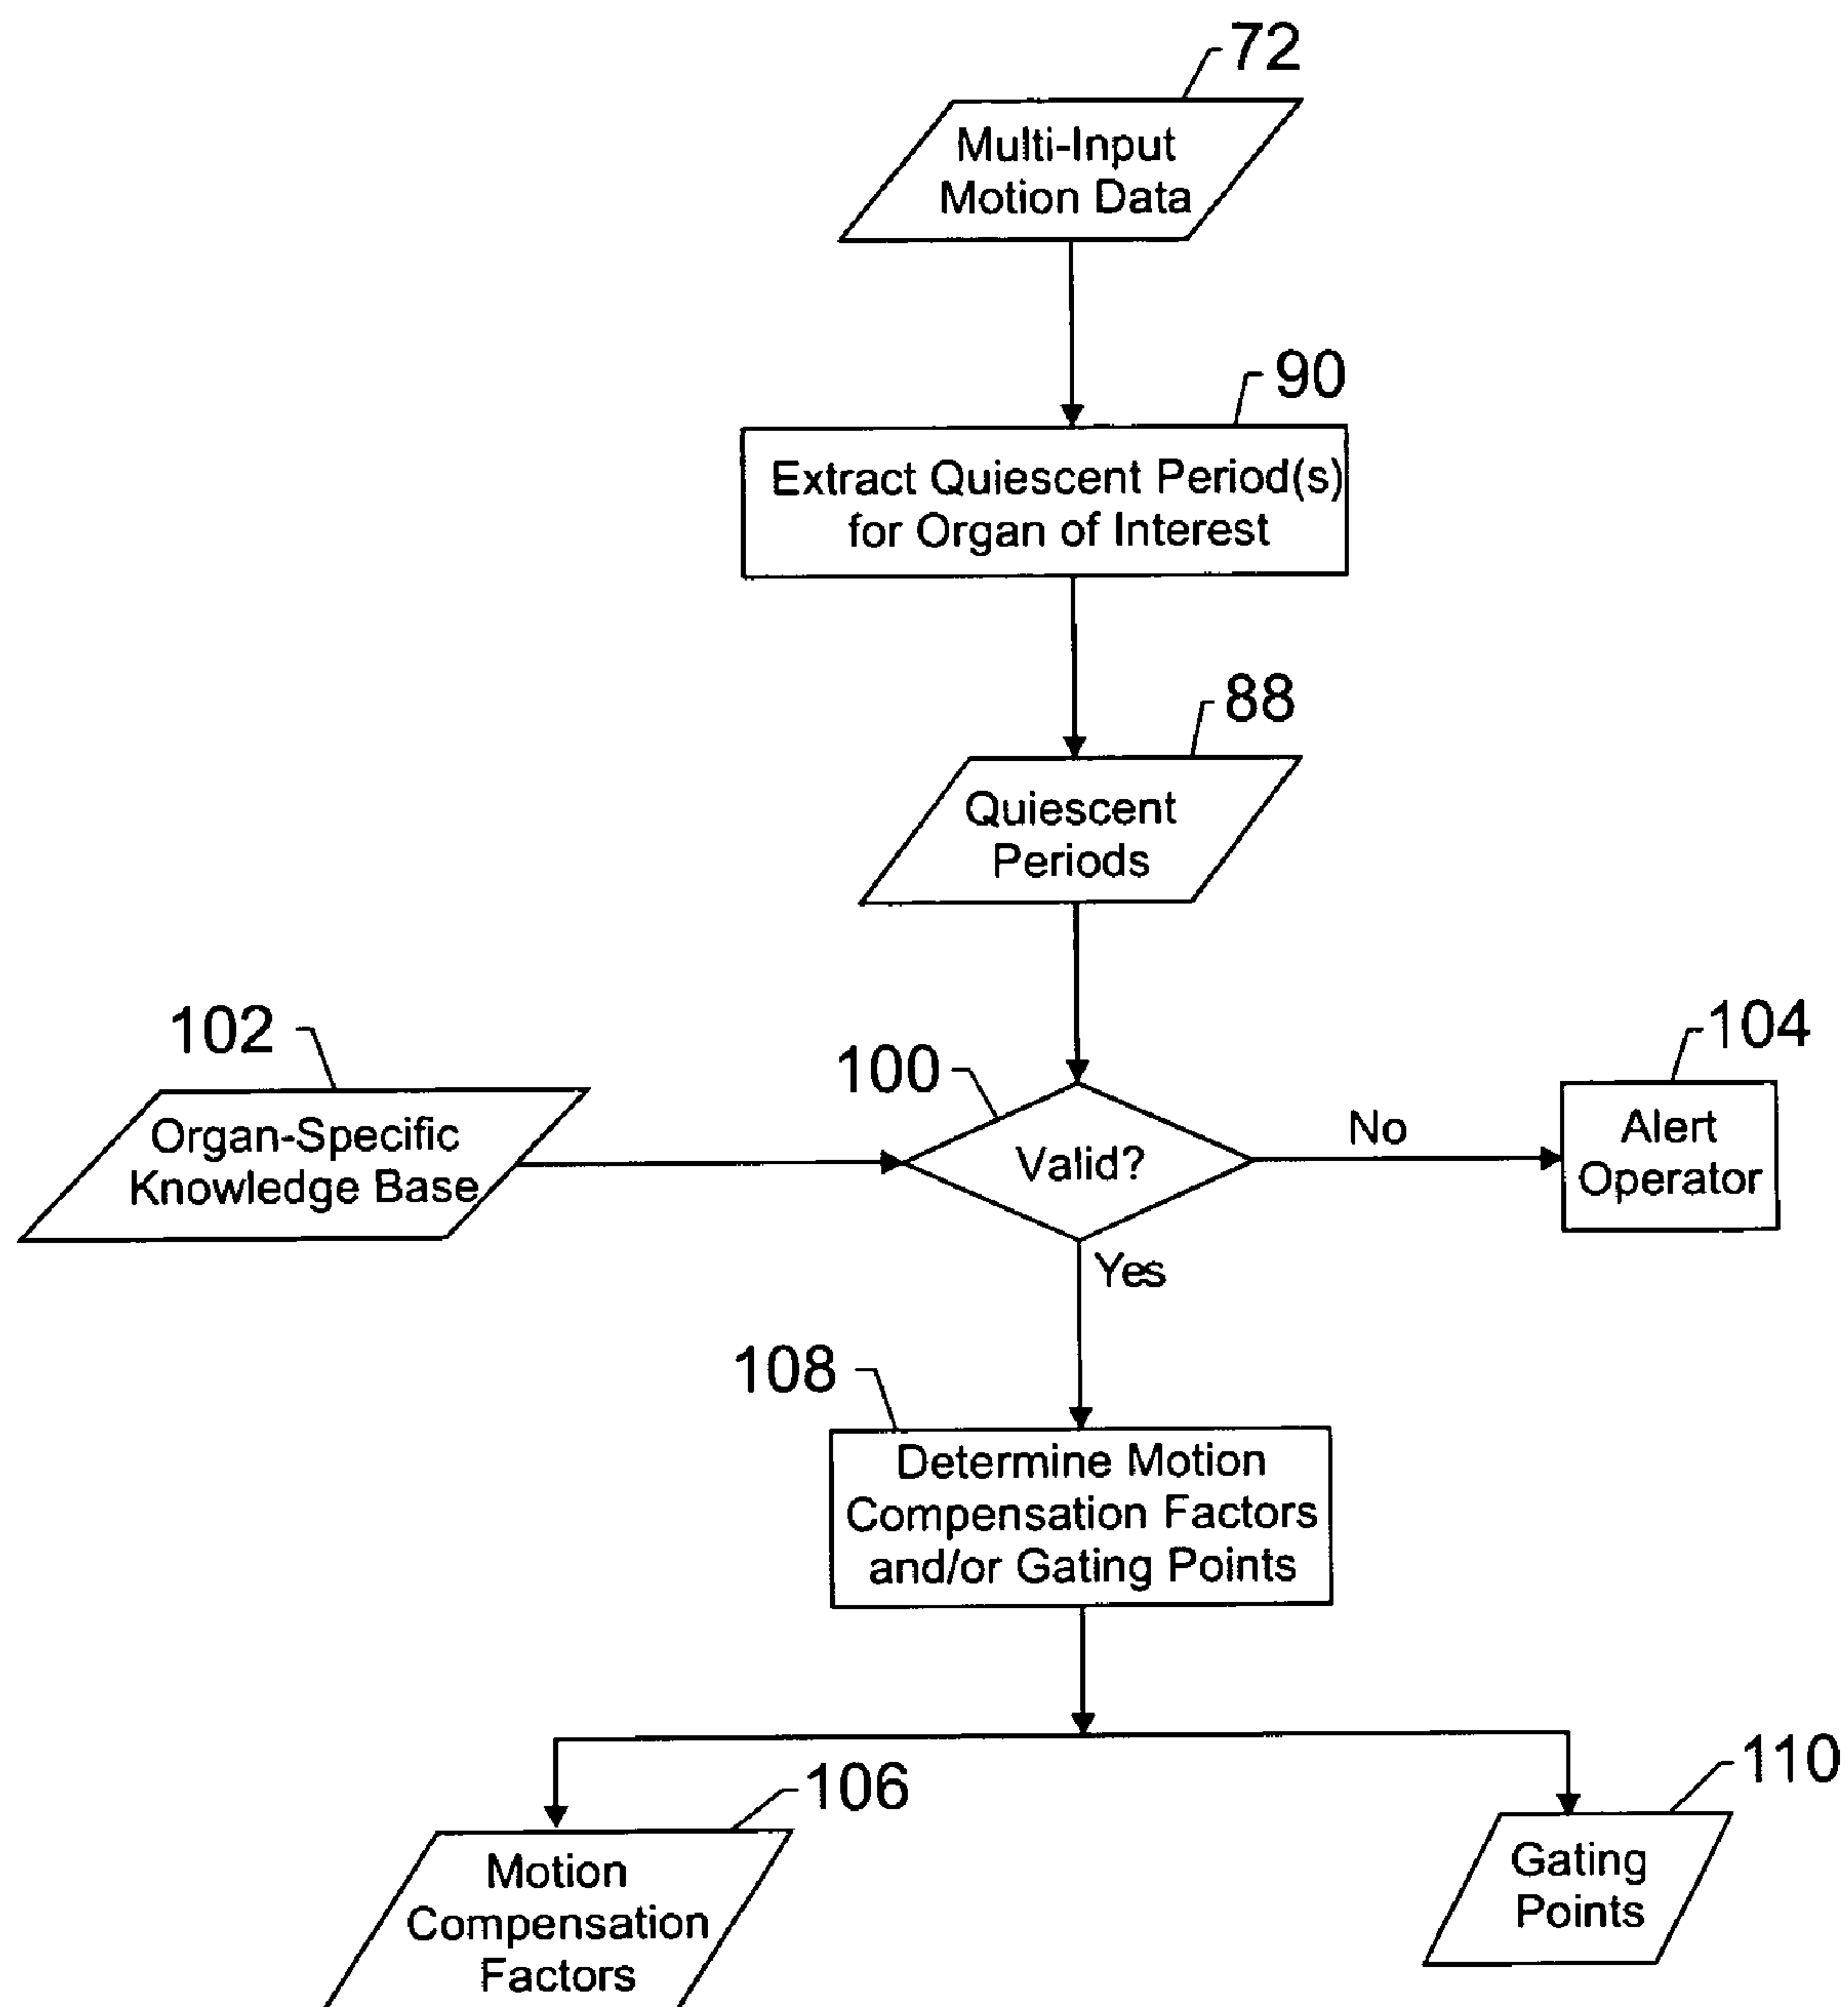 72
Multi-Input
Motion Data
90
Extract Quiescent Period(s)
for Organ of Interest
88
Quiescent
Periods
102
Organ-Specific
Knowledge Base
100
Valid?
No
104
Alert
Operator
Yes
108
Determine Motion
Compensation Factors
and/or Gating Points
106
Motion
Compensation
Factors
110
Gating
Points